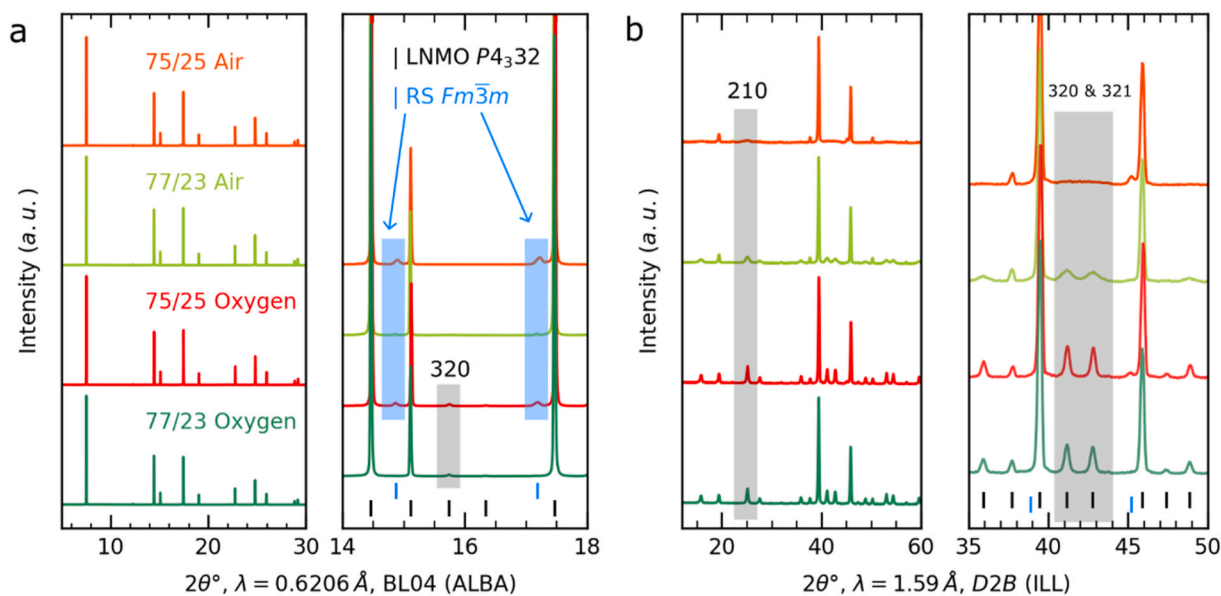 a
75/25 Air
77/23 Air
75/25 Oxygen
77/23 Oxygen
Intensity (a.u.)
10 20 30
| LNMO P4₃32
| RS Fm3̅m
320
14 16 18
2θ°, λ = 0.6206 Å, BL04 (ALBA)
b
210
Intensity (a.u.)
20 40 60
320 & 321
35 40 45 50
2θ°, λ = 1.59 Å, D2B (ILL)